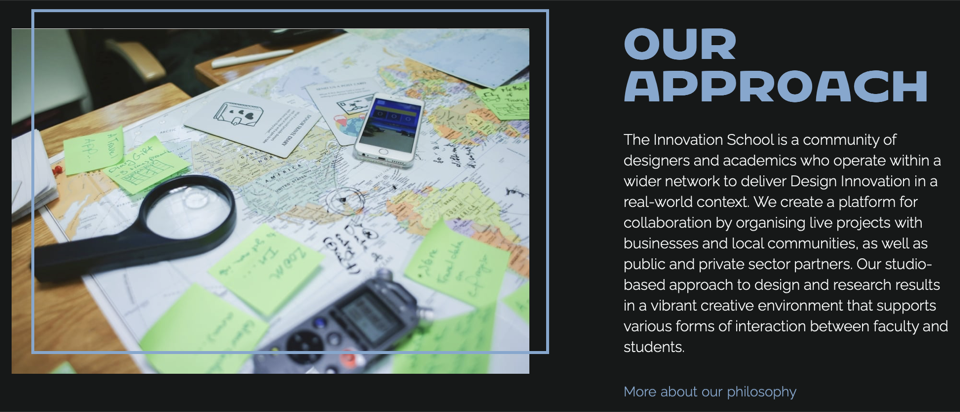 OUR
APPROACH
The Innovation School is a community of
designers and academics who operate within a
wider network to deliver Design Innovation in a
real-world context. We create a platform for
collaboration by organising live projects with
businesses and local communities, as well as
public and private sector partners. Our studio-
based approach to design and research results
in a vibrant creative environment that supports
various forms of interaction between faculty and
students.
More about our philosophy